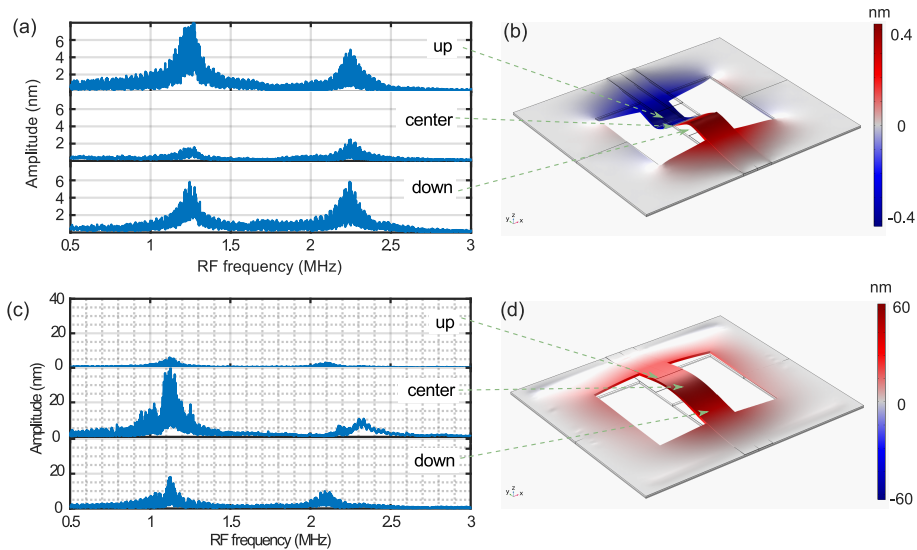 (a)
Amplitude (nm)
6
4
2
up
6
4
2
center
6
4
2
down
0.5 1 1.5 2 2.5 3
RF frequency (MHz)
(b)
nm
0.4
0
-0.4
y z x
(c)
Amplitude (nm)
40
20
0
up
20
0
center
20
0
down
0.5 1 1.5 2 2.5 3
RF frequency (MHz)
(d)
nm
60
0
-60
y z x